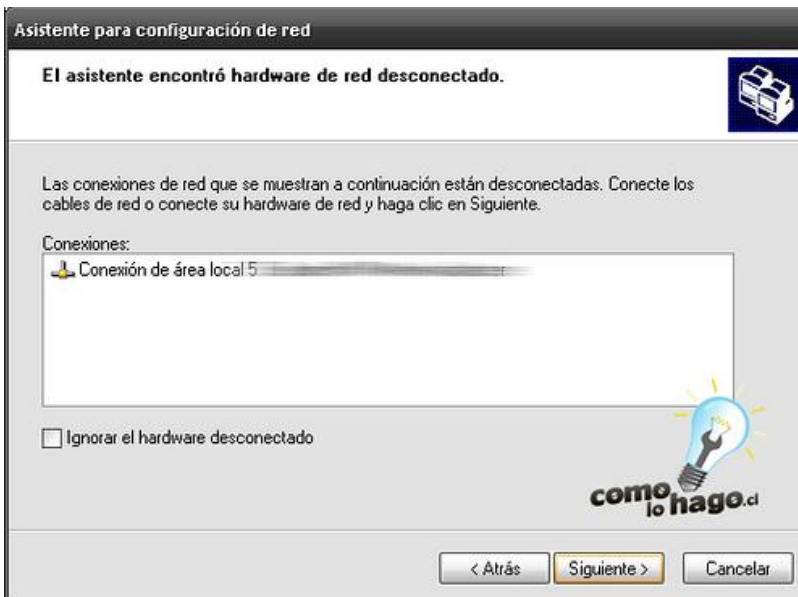 Asistente para configuración de red
El asistente encontró hardware de red desconectado.
Las conexiones de red que se muestran a continuación están desconectadas. Conecte los
cables de red o conecte su hardware de red y haga clic en Siguiente.
Conexiones:
Conexión de área local 5
Ignorar el hardware desconectado
como
lo hago.cl
< Atrás Siguiente > Cancelar